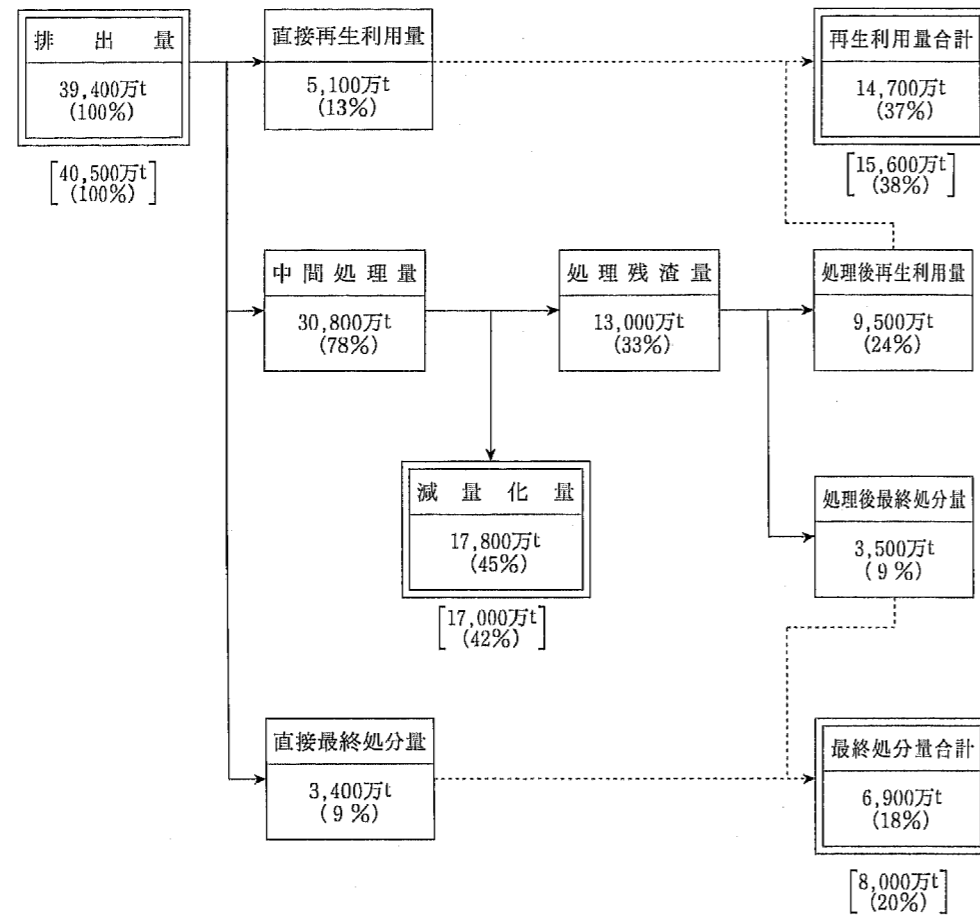 排出量
39,400万t
(100%)
[40,500万t
(100%)]
直接再生利用量
5,100万t
(13%)
再生利用量合計
14,700万t
(37%)
[15,600万t
(38%)]
中間処理量
30,800万t
(78%)
処理残渣量
13,000万t
(33%)
処理後再生利用量
9,500万t
(24%)
減量化量
17,800万t
(45%)
[17,000万t
(42%)]
処理後最終処分量
3,500万t
(9%)
直接最終処分量
3,400万t
(9%)
最終処分量合計
6,900万t
(18%)
[8,000万t
(20%)]